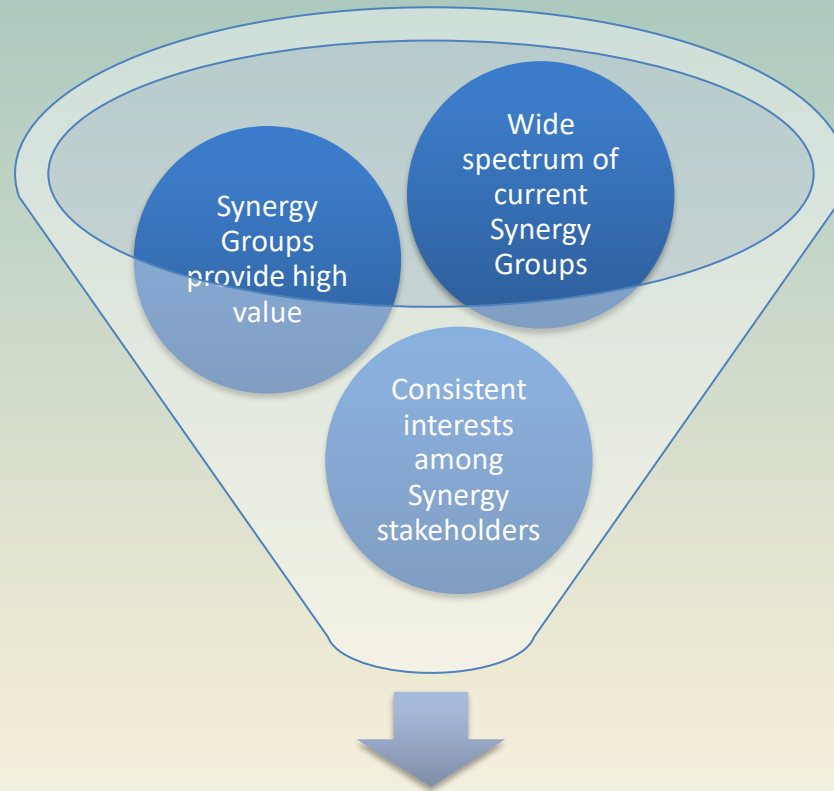 Wide
spectrum of
current
Synergy
Groups
Synergy
Groups
provide high
value
Consistent
interests
among
Synergy
stakeholders